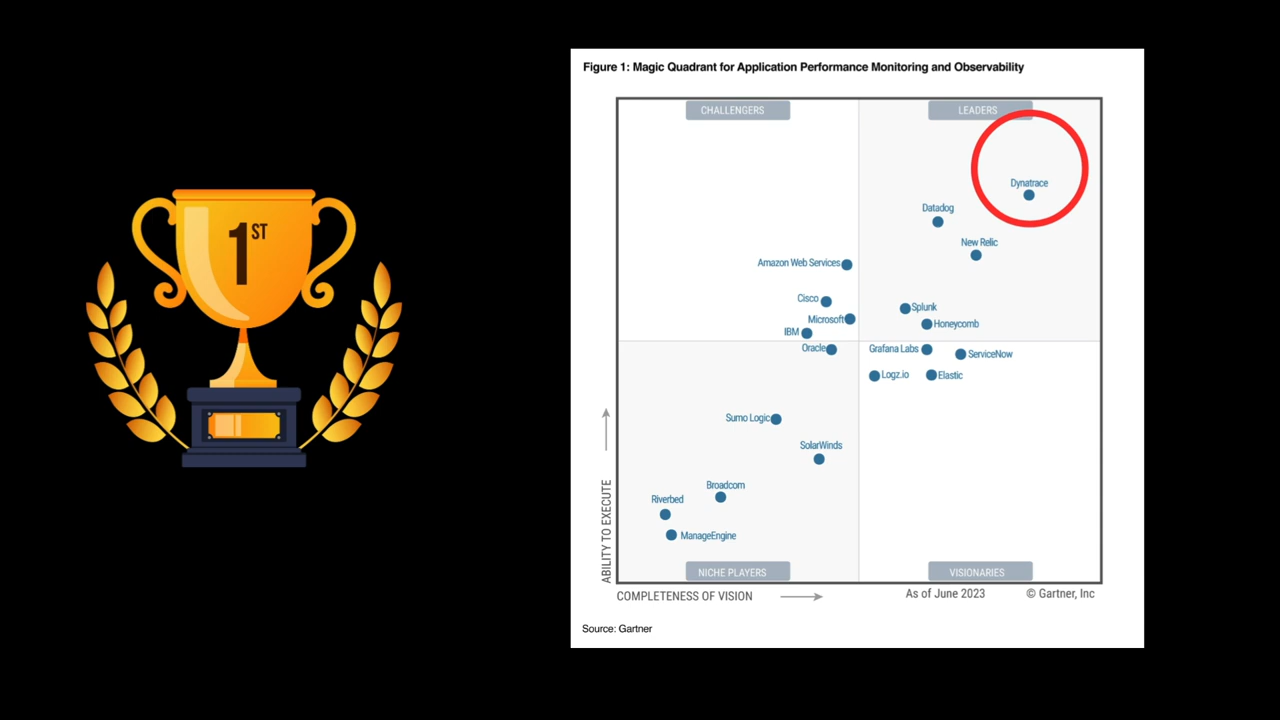 1ST
Figure 1: Magic Quadrant for Application Performance Monitoring and Observability
CHALLENGERS
LEADERS
Dynatrace
Datadog
New Relic
Amazon Web Services
Cisco
Splunk
Microsoft
Honeycomb
IBM
Oracle
Grafana Labs
ServiceNow
Logz.io
Elastic
Sumo Logic
SolarWinds
Broadcom
Riverbed
ManageEngine
ABILITY TO EXECUTE
NICHE PLAYERS
VISIONARIES
COMPLETENESS OF VISION
As of June 2023
© Gartner, Inc
Source: Gartner